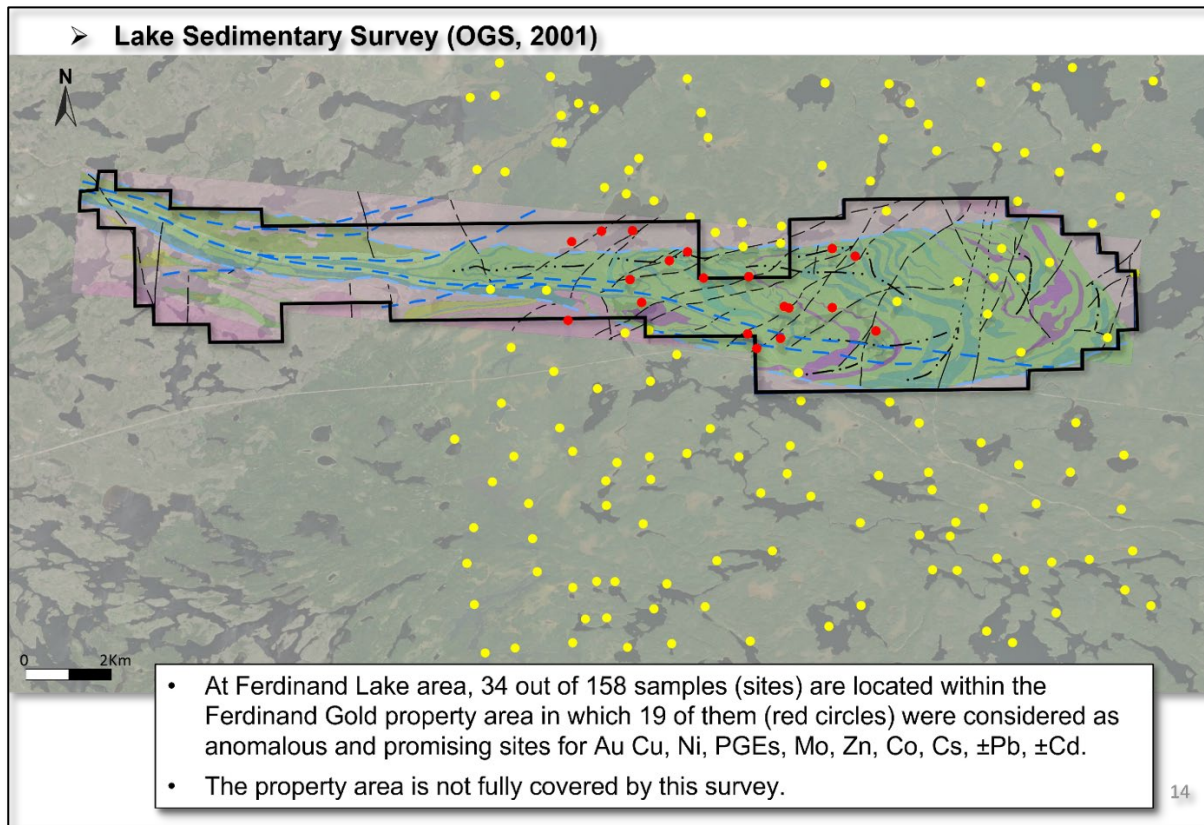 ➢ Lake Sedimentary Survey (OGS, 2001)
N
0 2Km
• At Ferdinand Lake area, 34 out of 158 samples (sites) are located within the
Ferdinand Gold property area in which 19 of them (red circles) were considered as
anomalous and promising sites for Au Cu, Ni, PGEs, Mo, Zn, Co, Cs, ±Pb, ±Cd.
• The property area is not fully covered by this survey.
14